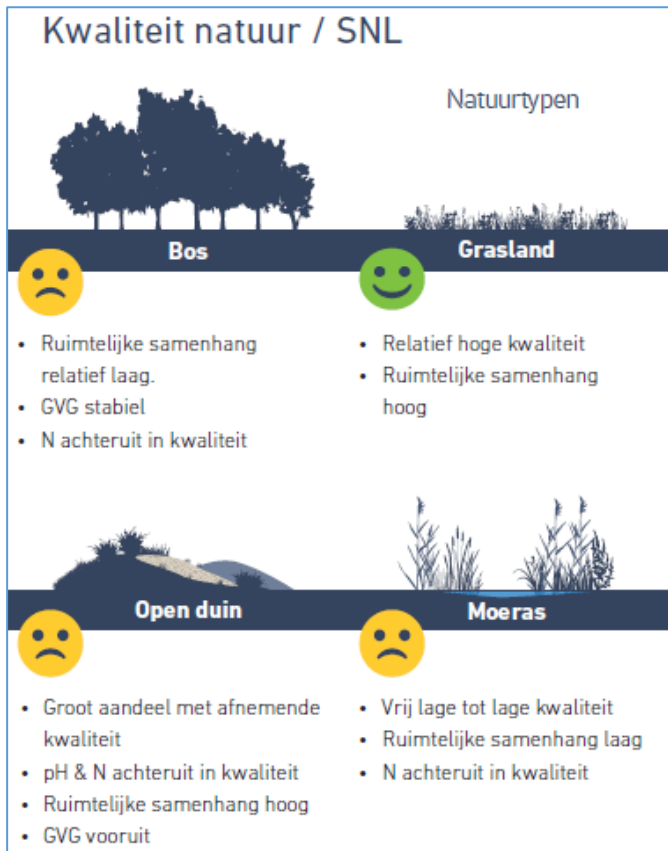 Kwaliteit natuur / SNL
Natuurtypen
Bos
• Ruimtelijke samenhang
relatief laag.
• GVG stabiel
• N achteruit in kwaliteit
Grasland
• Relatief hoge kwaliteit
• Ruimtelijke samenhang
hoog
Open duin
• Groot aandeel met afnemende
kwaliteit
• pH & N achteruit in kwaliteit
• Ruimtelijke samenhang hoog
• GVG vooruit
Moeras
• Vrij lage tot lage kwaliteit
• Ruimtelijke samenhang laag
• N achteruit in kwaliteit